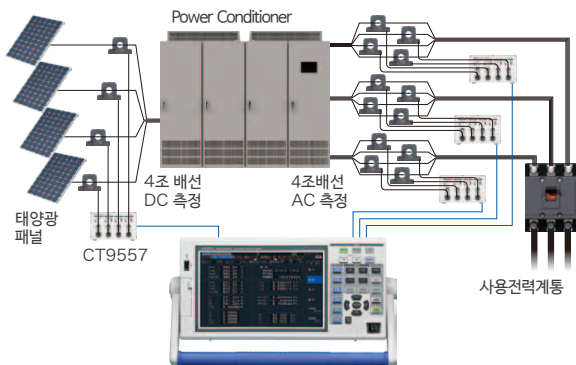 Power Conditioner
4조 배선
DC 측정
4조배선
AC 측정
태양광
패널
CT9557
사용전력계통